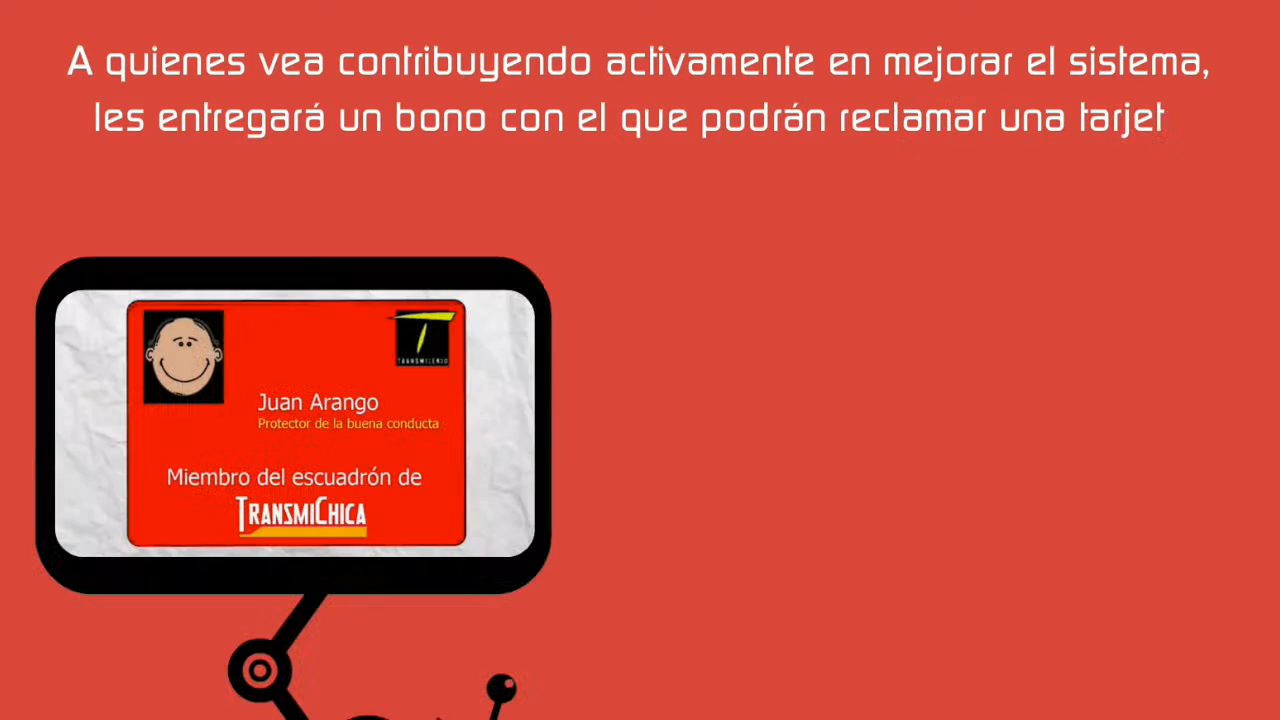 A quienes vea contribuyendo activamente en mejorar el sistema,
les entregará un bono con el que podrán reclamar una tarjet
TRANSMILENIO
Juan Arango
Protector de la buena conducta
Miembro del escuadrón de
TRANSMICHICA